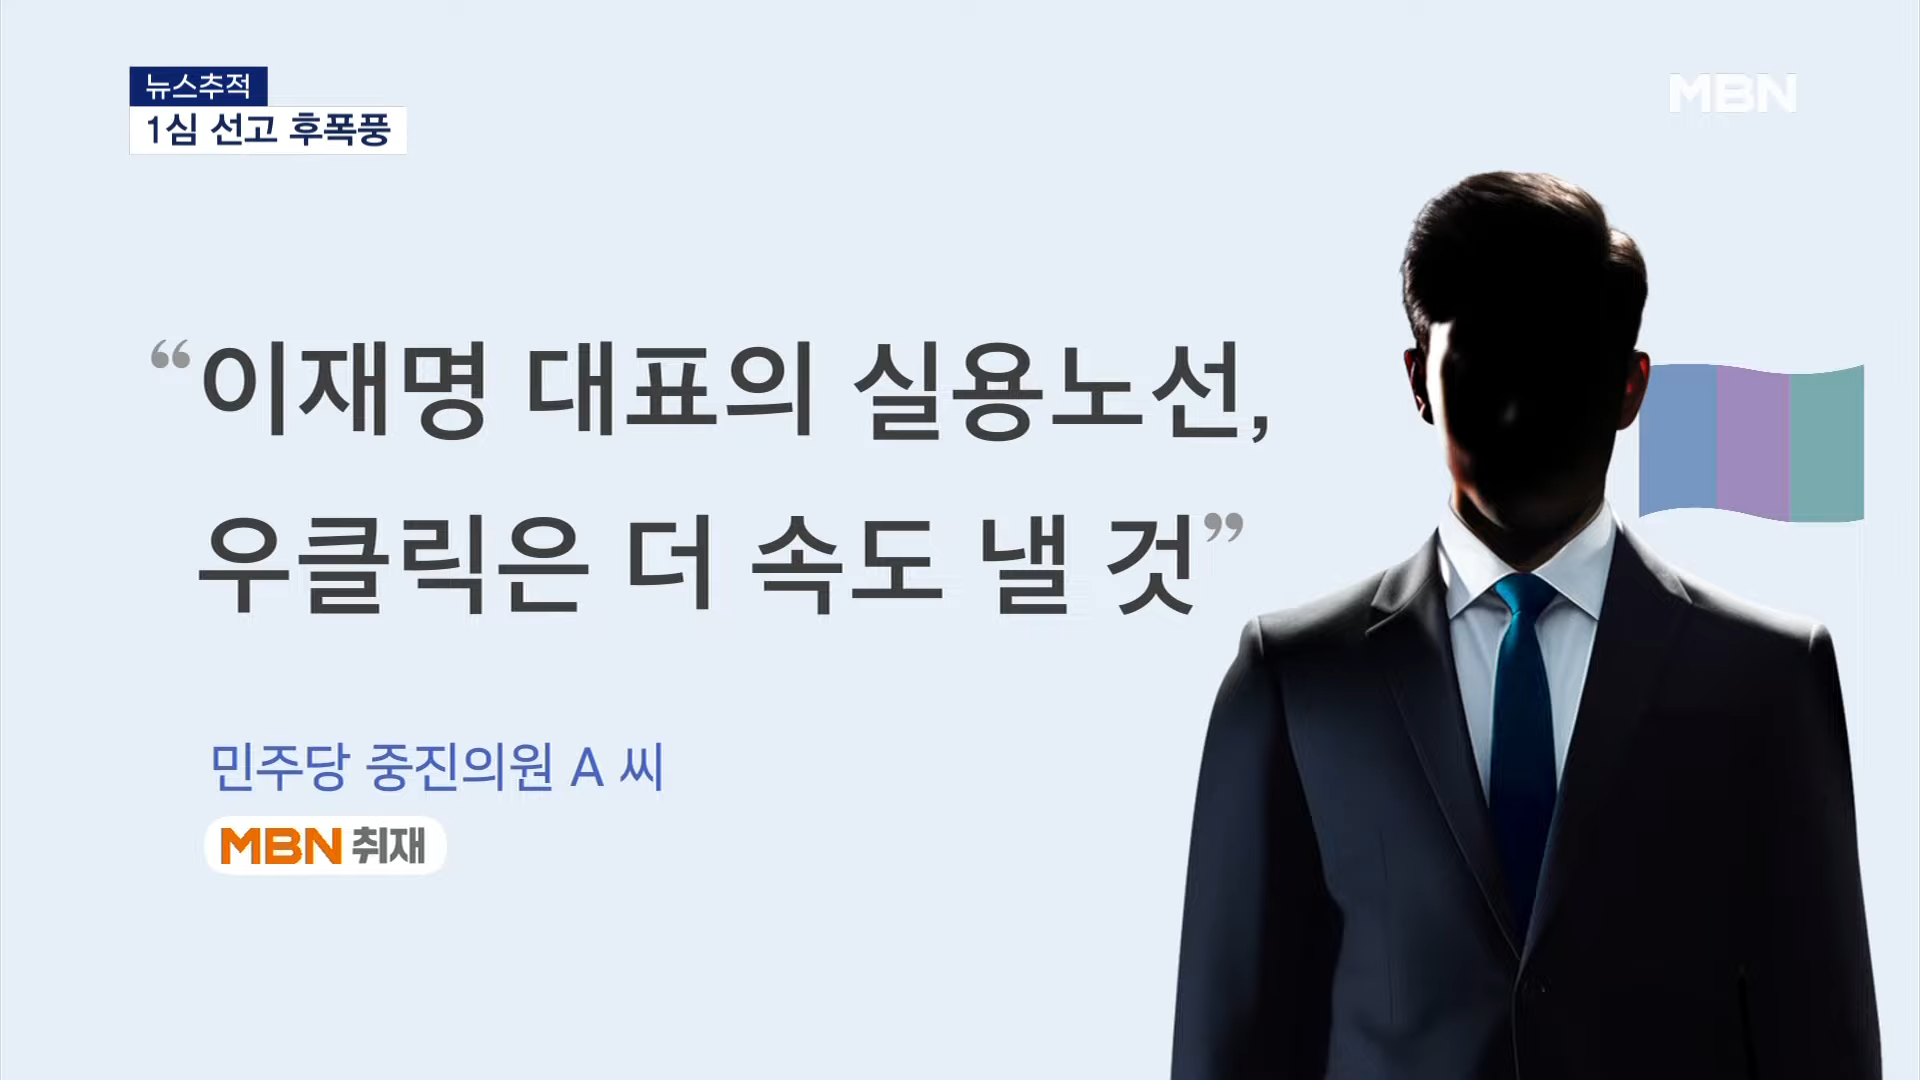 뉴스추적
1심 선고 후폭풍
MBN
“이재명 대표의 실용노선,
우클릭은 더 속도 낼 것”
민주당 중진의원 A 씨
MBN 취재